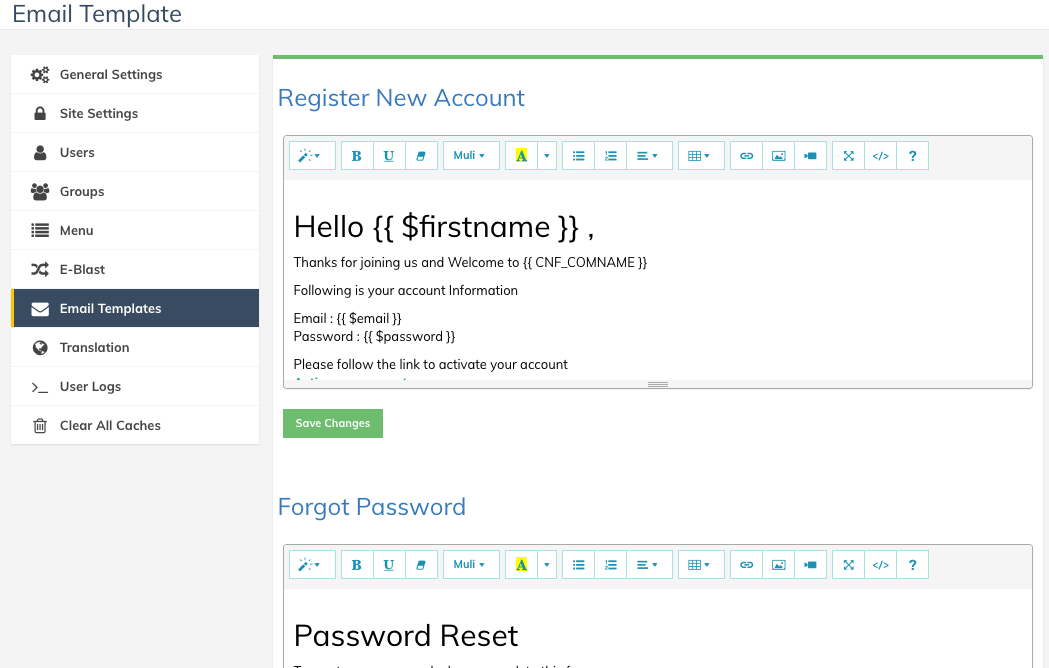 Email Template
General Settings
Site Settings
Users
Groups
Menu
E-Blast
Email Templates
Translation
User Logs
Clear All Caches
Register New Account
B U Muli A </> ?
Hello {{ $firstname }} ,
Thanks for joining us and Welcome to {{ CNF_COMNAME }}
Following is your account Information
Email : {{ $email }}
Password : {{ $password }}
Please follow the link to activate your account
Save Changes
Forgot Password
B U Muli A </> ?
Password Reset